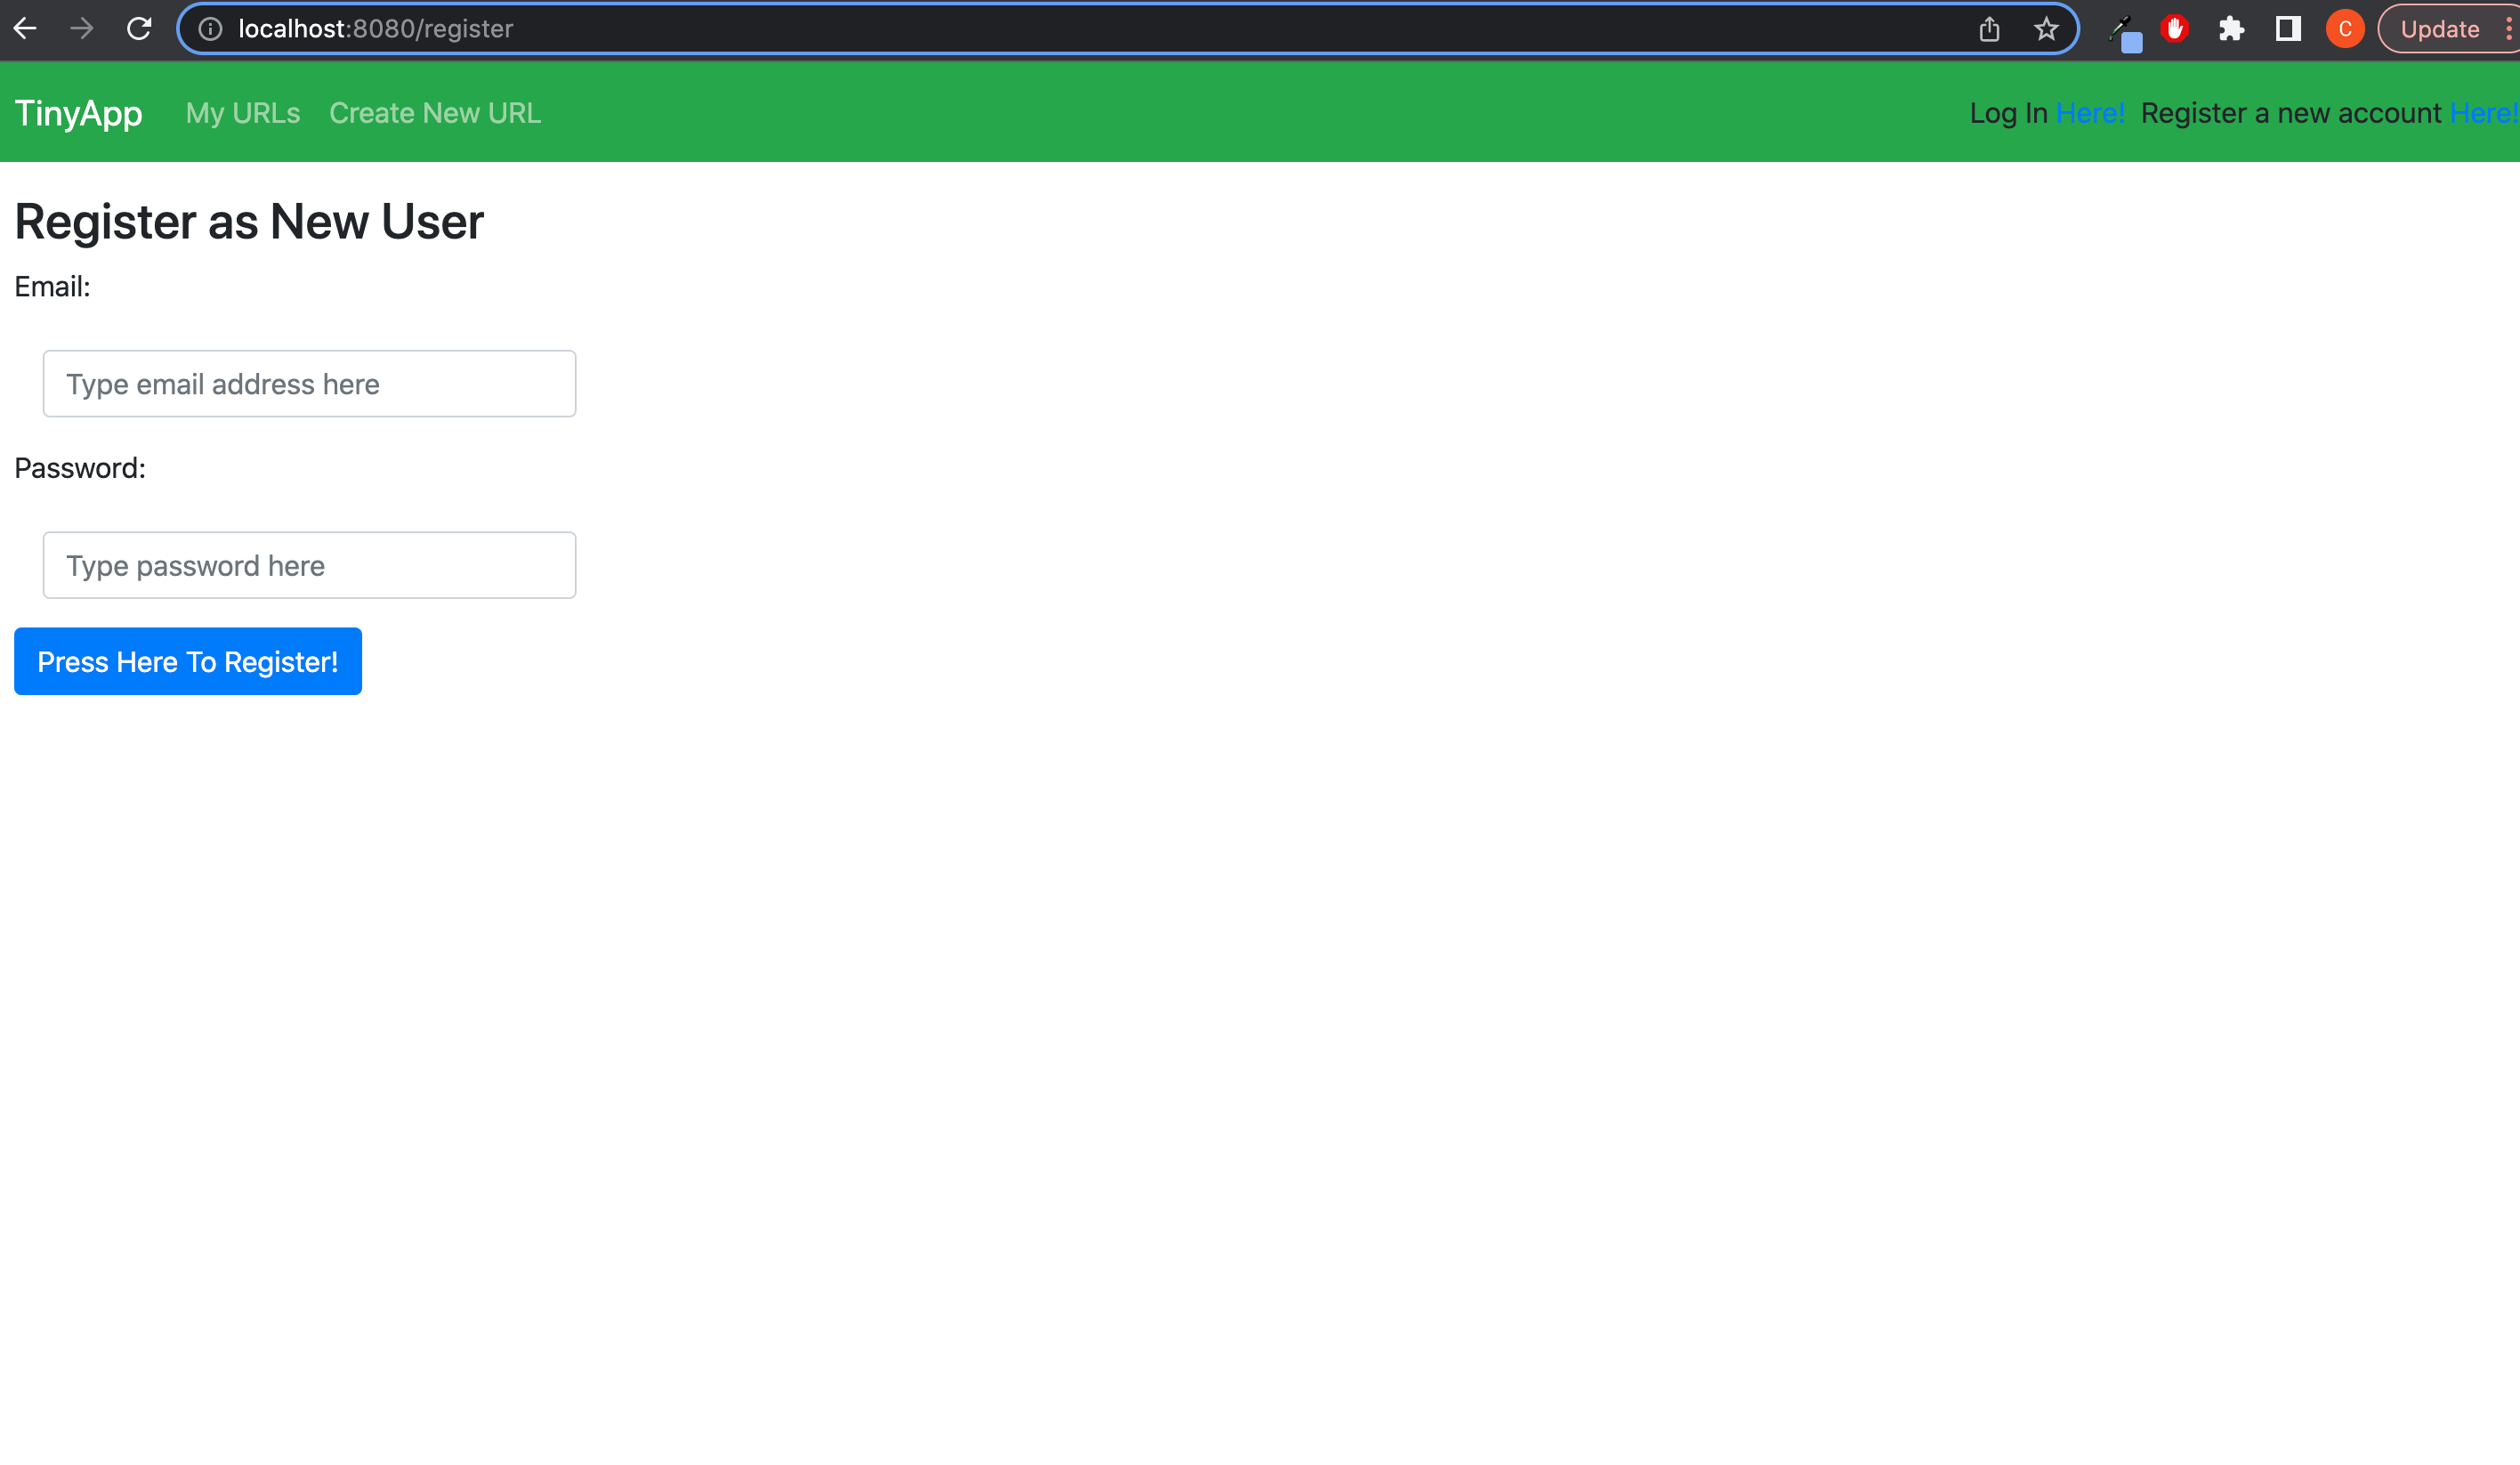 localhost:8080/register
C
Update
TinyApp My URLs Create New URL Log In Here! Register a new account Here!
Register as New User
Email:
Type email address here
Password:
Type password here
Press Here To Register!